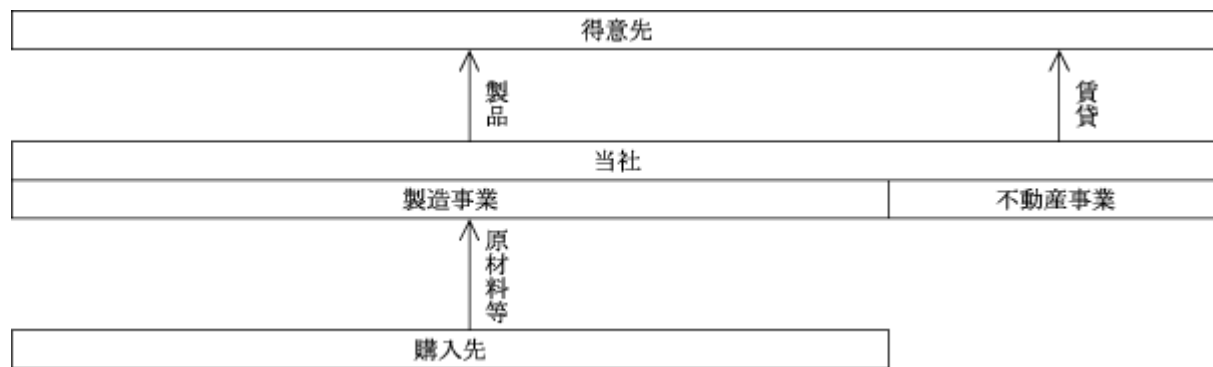 得意先
製品
賃貸
当社
製造事業
不動産事業
原材料等
購入先